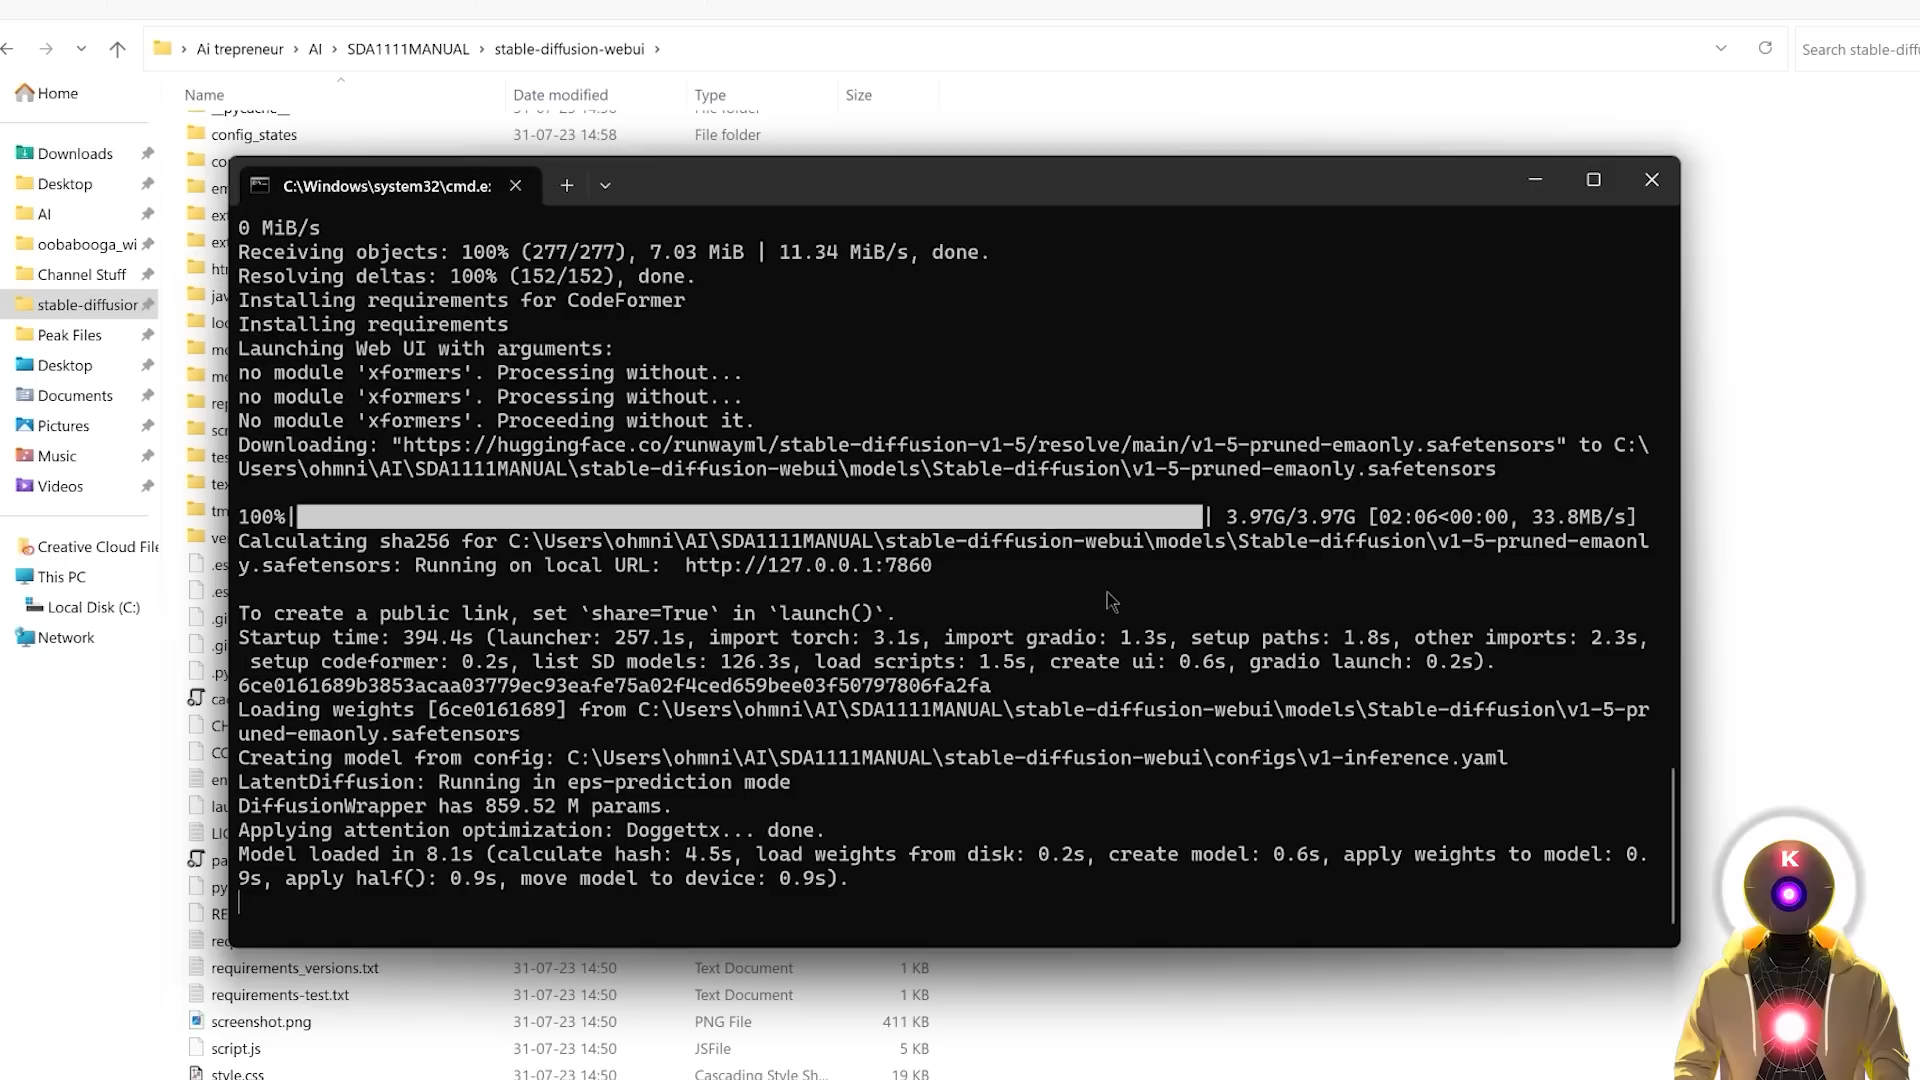 Ai trepreneur > AI > SDA1111MANUAL > stable-diffusion-webui >
Search stable-diff
Home
Downloads
Desktop
AI
oobabooga_wi
Channel Stuff
stable-diffusior
Peak Files
Desktop
Documents
Pictures
Music
Videos
Creative Cloud File
This PC
Local Disk (C:)
Network
Name Date modified Type Size
config_states 31-07-23 14:58 File folder
C:\Windows\system32\cmd.e:
0 MiB/s
Receiving objects: 100% (277/277), 7.03 MiB | 11.34 MiB/s, done.
Resolving deltas: 100% (152/152), done.
Installing requirements for CodeFormer
Installing requirements
Launching Web UI with arguments:
no module 'xformers'. Processing without...
no module 'xformers'. Processing without...
No module 'xformers'. Proceeding without it.
Downloading: "https://huggingface.co/runwayml/stable-diffusion-v1-5/resolve/main/v1-5-pruned-emaonly.safetensors" to C:\
Users\ohmni\AI\SDA1111MANUAL\stable-diffusion-webui\models\Stable-diffusion\v1-5-pruned-emaonly.safetensors
100%| | 3.97G/3.97G [02:06<00:00, 33.8MB/s]
Calculating sha256 for C:\Users\ohmni\AI\SDA1111MANUAL\stable-diffusion-webui\models\Stable-diffusion\v1-5-pruned-emaonl
y.safetensors: Running on local URL:  http://127.0.0.1:7860
To create a public link, set `share=True` in `launch()`.
Startup time: 394.4s (launcher: 257.1s, import torch: 3.1s, import gradio: 1.3s, setup paths: 1.8s, other imports: 2.3s,
setup codeformer: 0.2s, list SD models: 126.3s, load scripts: 1.5s, create ui: 0.6s, gradio launch: 0.2s).
6ce0161689b3853acaa03779ec93eafe75a02f4ced659bee03f50797806fa2fa
Loading weights [6ce0161689] from C:\Users\ohmni\AI\SDA1111MANUAL\stable-diffusion-webui\models\Stable-diffusion\v1-5-pr
uned-emaonly.safetensors
Creating model from config: C:\Users\ohmni\AI\SDA1111MANUAL\stable-diffusion-webui\configs\v1-inference.yaml
LatentDiffusion: Running in eps-prediction mode
DiffusionWrapper has 859.52 M params.
Applying attention optimization: Doggettx... done.
Model loaded in 8.1s (calculate hash: 4.5s, load weights from disk: 0.2s, create model: 0.6s, apply weights to model: 0.
9s, apply half(): 0.9s, move model to device: 0.9s).
requirements_versions.txt 31-07-23 14:50 Text Document 1 KB
requirements-test.txt 31-07-23 14:50 Text Document 1 KB
screenshot.png 31-07-23 14:50 PNG File 411 KB
script.js 31-07-23 14:50 JSFile 5 KB
style.css 31-07-23 14:50 Cascading Style Sh... 19 KB
K